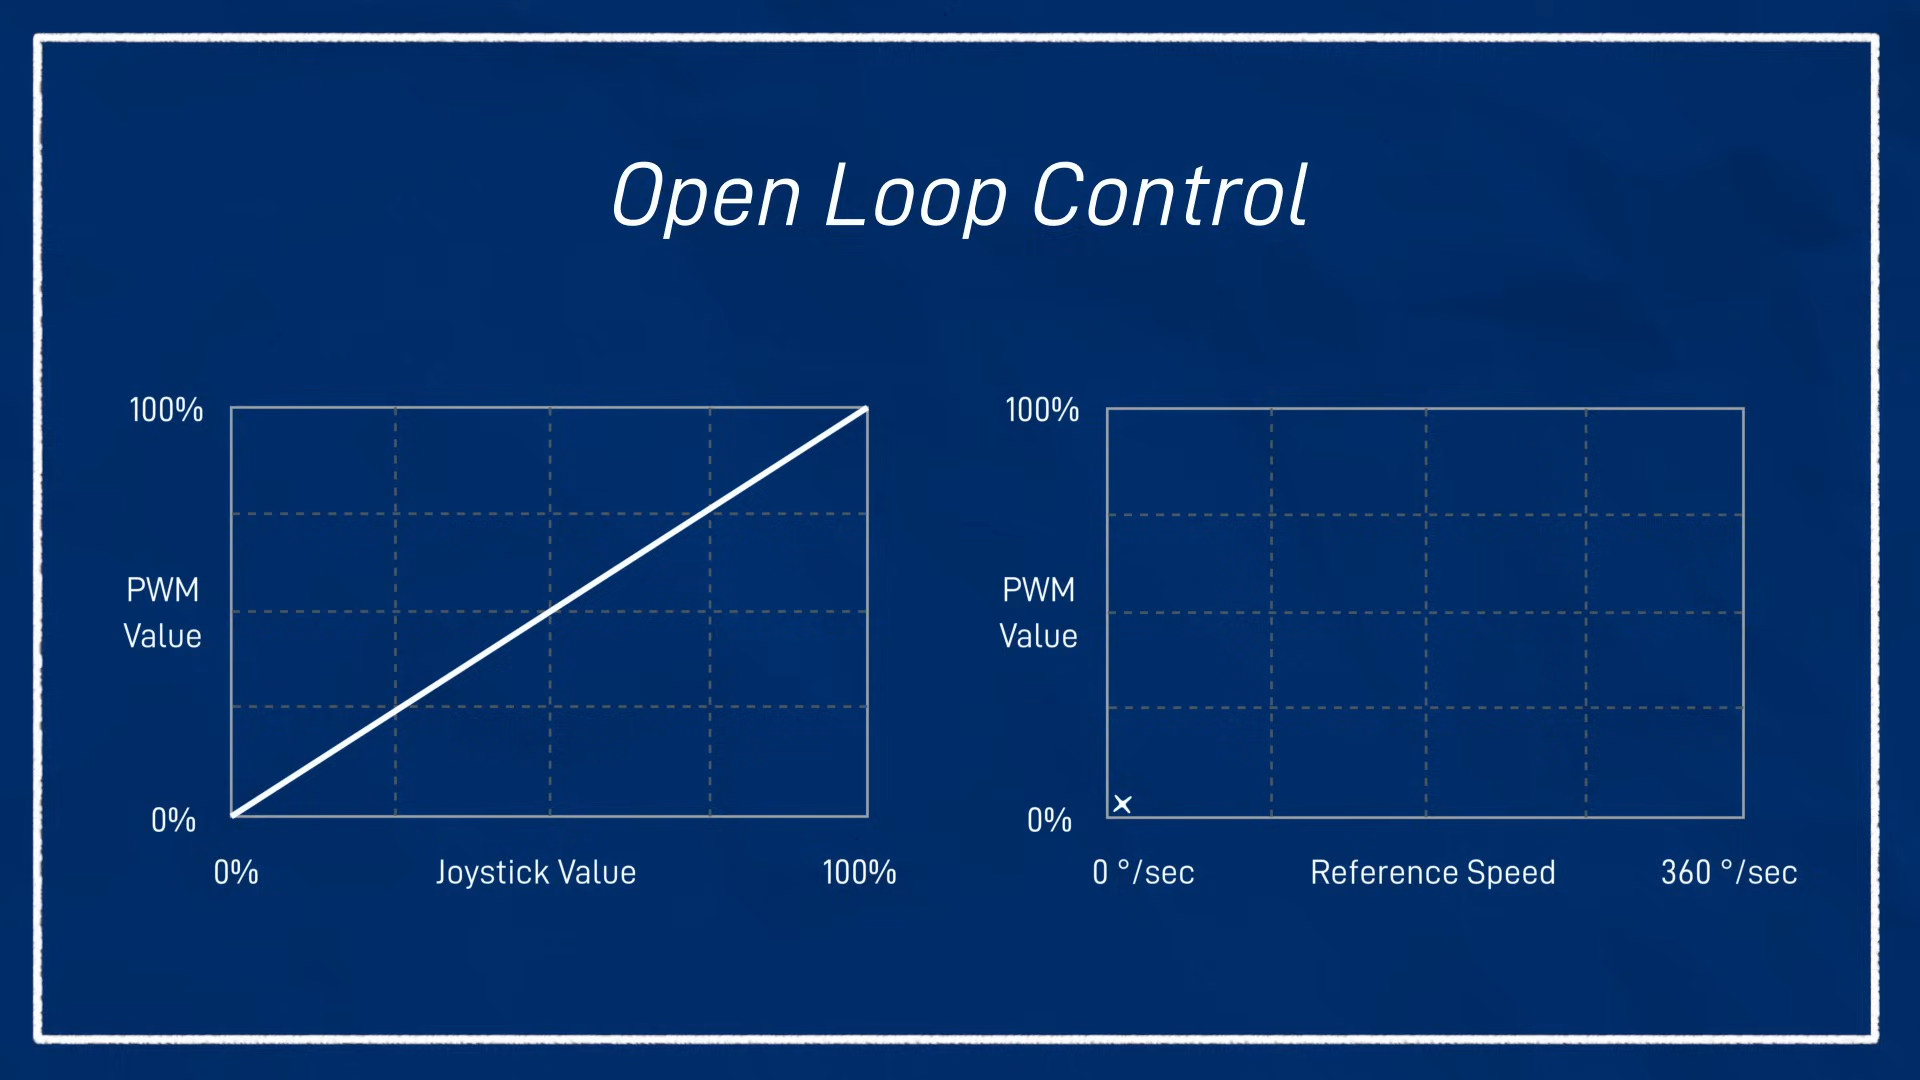 Open Loop Control
100%
PWM
Value
0%
0%
Joystick Value
100%
100%
PWM
Value
0%
0 °/sec
Reference Speed
360 °/sec